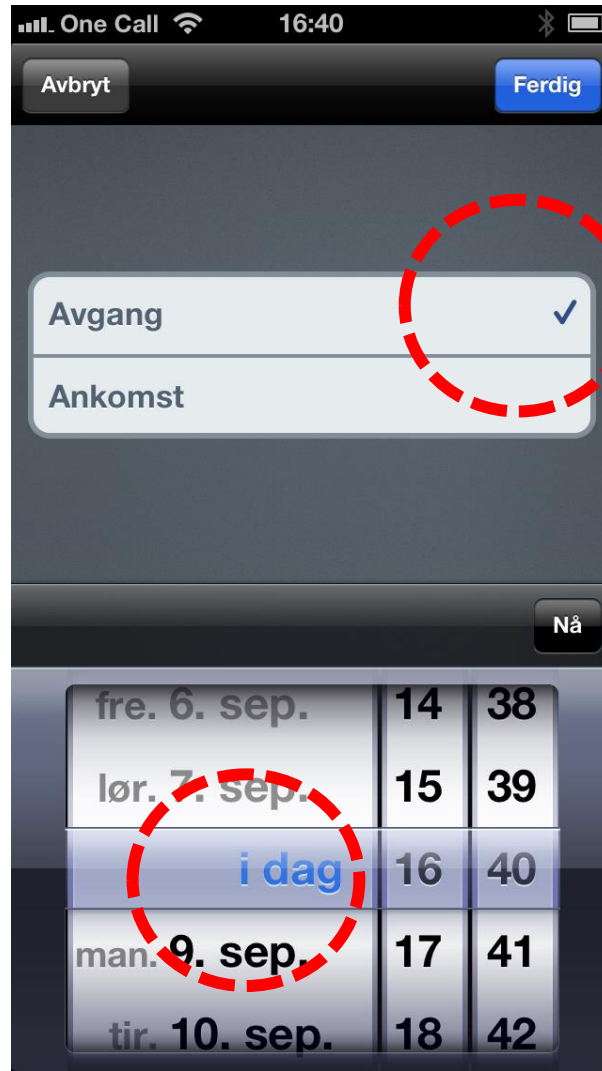 One Call 16:40
Avbryt Ferdig
Avgang
Ankomst
Nå
fre. 6. sep. 14 38
lør. 7. sep. 15 39
i dag 16 40
man. 9. sep. 17 41
tir. 10. sep. 18 42